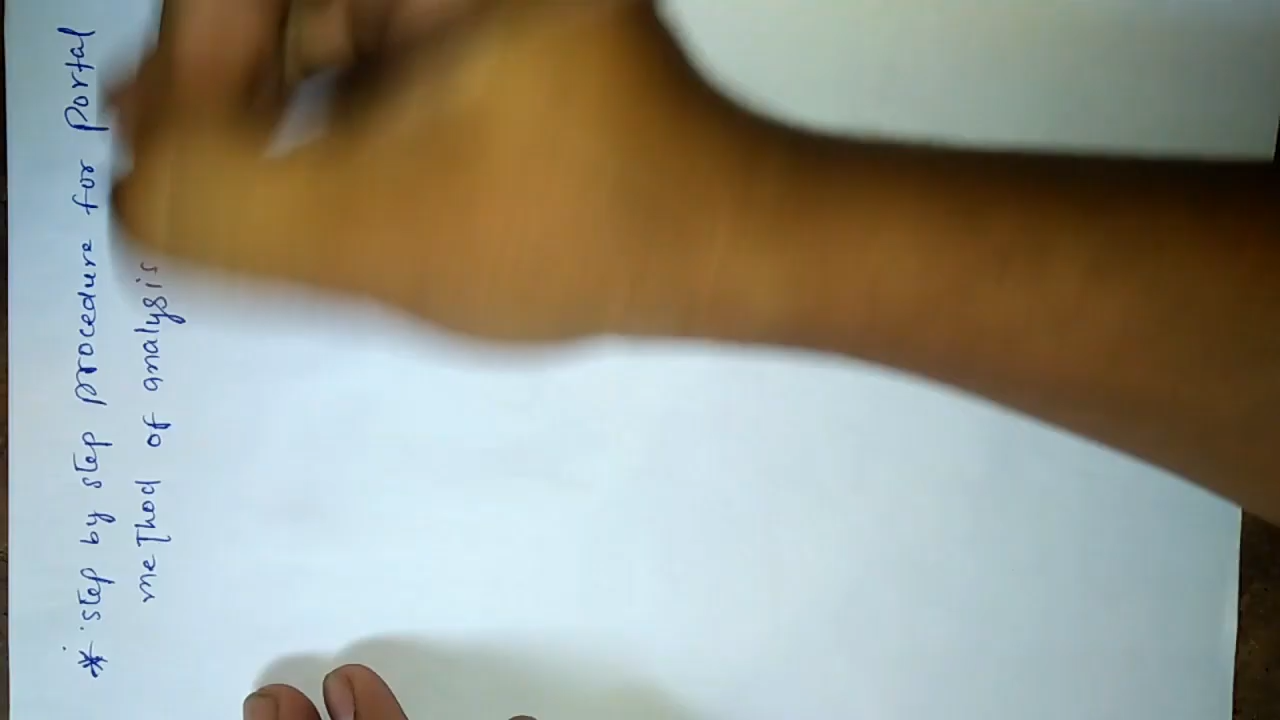 * step by step procedure for portal
method of analysis